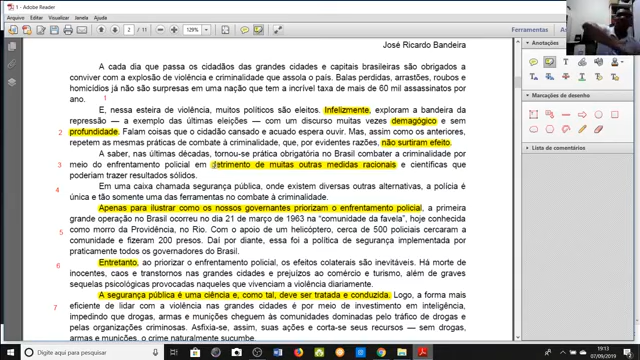 1 - Adobe Reader
Arquivo Editar Visualizar Janela Ajuda
2 / 11 129% Ferramentas
Anotações
José Ricardo Bandeira
A cada dia que passa os cidadãos das grandes cidades e capitais brasileiras são obrigados a
conviver com a explosão de violência e criminalidade que assola o país. Balas perdidas, arrastões, roubos e
homicídios já não são surpresas em uma nação que tem a incrível taxa de mais de 60 mil assassinatos por
ano. 1
E, nessa esteira de violência, muitos políticos são eleitos. Infelizmente, exploram a bandeira da
repressão — a exemplo das últimas eleições — com um discurso muitas vezes demagógico e sem
2 profundidade. Falam coisas que o cidadão cansado e acuado espera ouvir. Mas, assim como os anteriores,
repetem as mesmas práticas de combate à criminalidade que, por evidentes razões, não surtiram efeito.
A saber, nas últimas décadas, tornou-se prática obrigatória no Brasil combater a criminalidade por
3 meio do enfrentamento policial em detrimento de muitas outras medidas racionais e científicas que
poderiam trazer resultados sólidos.
4 Em uma caixa chamada segurança pública, onde existem diversas outras alternativas, a polícia é
única e tão somente uma das ferramentas no combate à criminalidade.
Apenas para ilustrar como os nossos governantes priorizam o enfrentamento policial, a primeira
grande operação no Brasil ocorreu no dia 21 de março de 1963 na “comunidade da favela”, hoje conhecida
5 como morro da Providência, no Rio. Com o apoio de um helicóptero, cerca de 500 policiais cercaram a
comunidade e fizeram 200 presos. Daí por diante, essa foi a política de segurança implementada por
praticamente todos os governadores do Brasil.
6 Entretanto, ao priorizar o enfrentamento policial, os efeitos colaterais são inevitáveis. Há morte de
inocentes, caos e transtornos nas grandes cidades e prejuízos ao comércio e turismo, além de graves
sequelas psicológicas provocadas naqueles que vivenciam a violência diariamente.
A segurança pública é uma ciência e, como tal, deve ser tratada e conduzida. Logo, a forma mais
7 eficiente de lidar com a violência nas grandes cidades é por meio de investimento em inteligência,
impedindo que drogas, armas e munições cheguem às comunidades dominadas pelo tráfico de drogas e
pelas organizações criminosas. Asfixia-se, assim, suas ações e corta-se seus recursos — sem drogas,
armas e munições, o crime naturalmente sucumbe.
Marcações de desenho
Lista de comentários
Digite aqui para pesquisar
19:13
07/09/2019